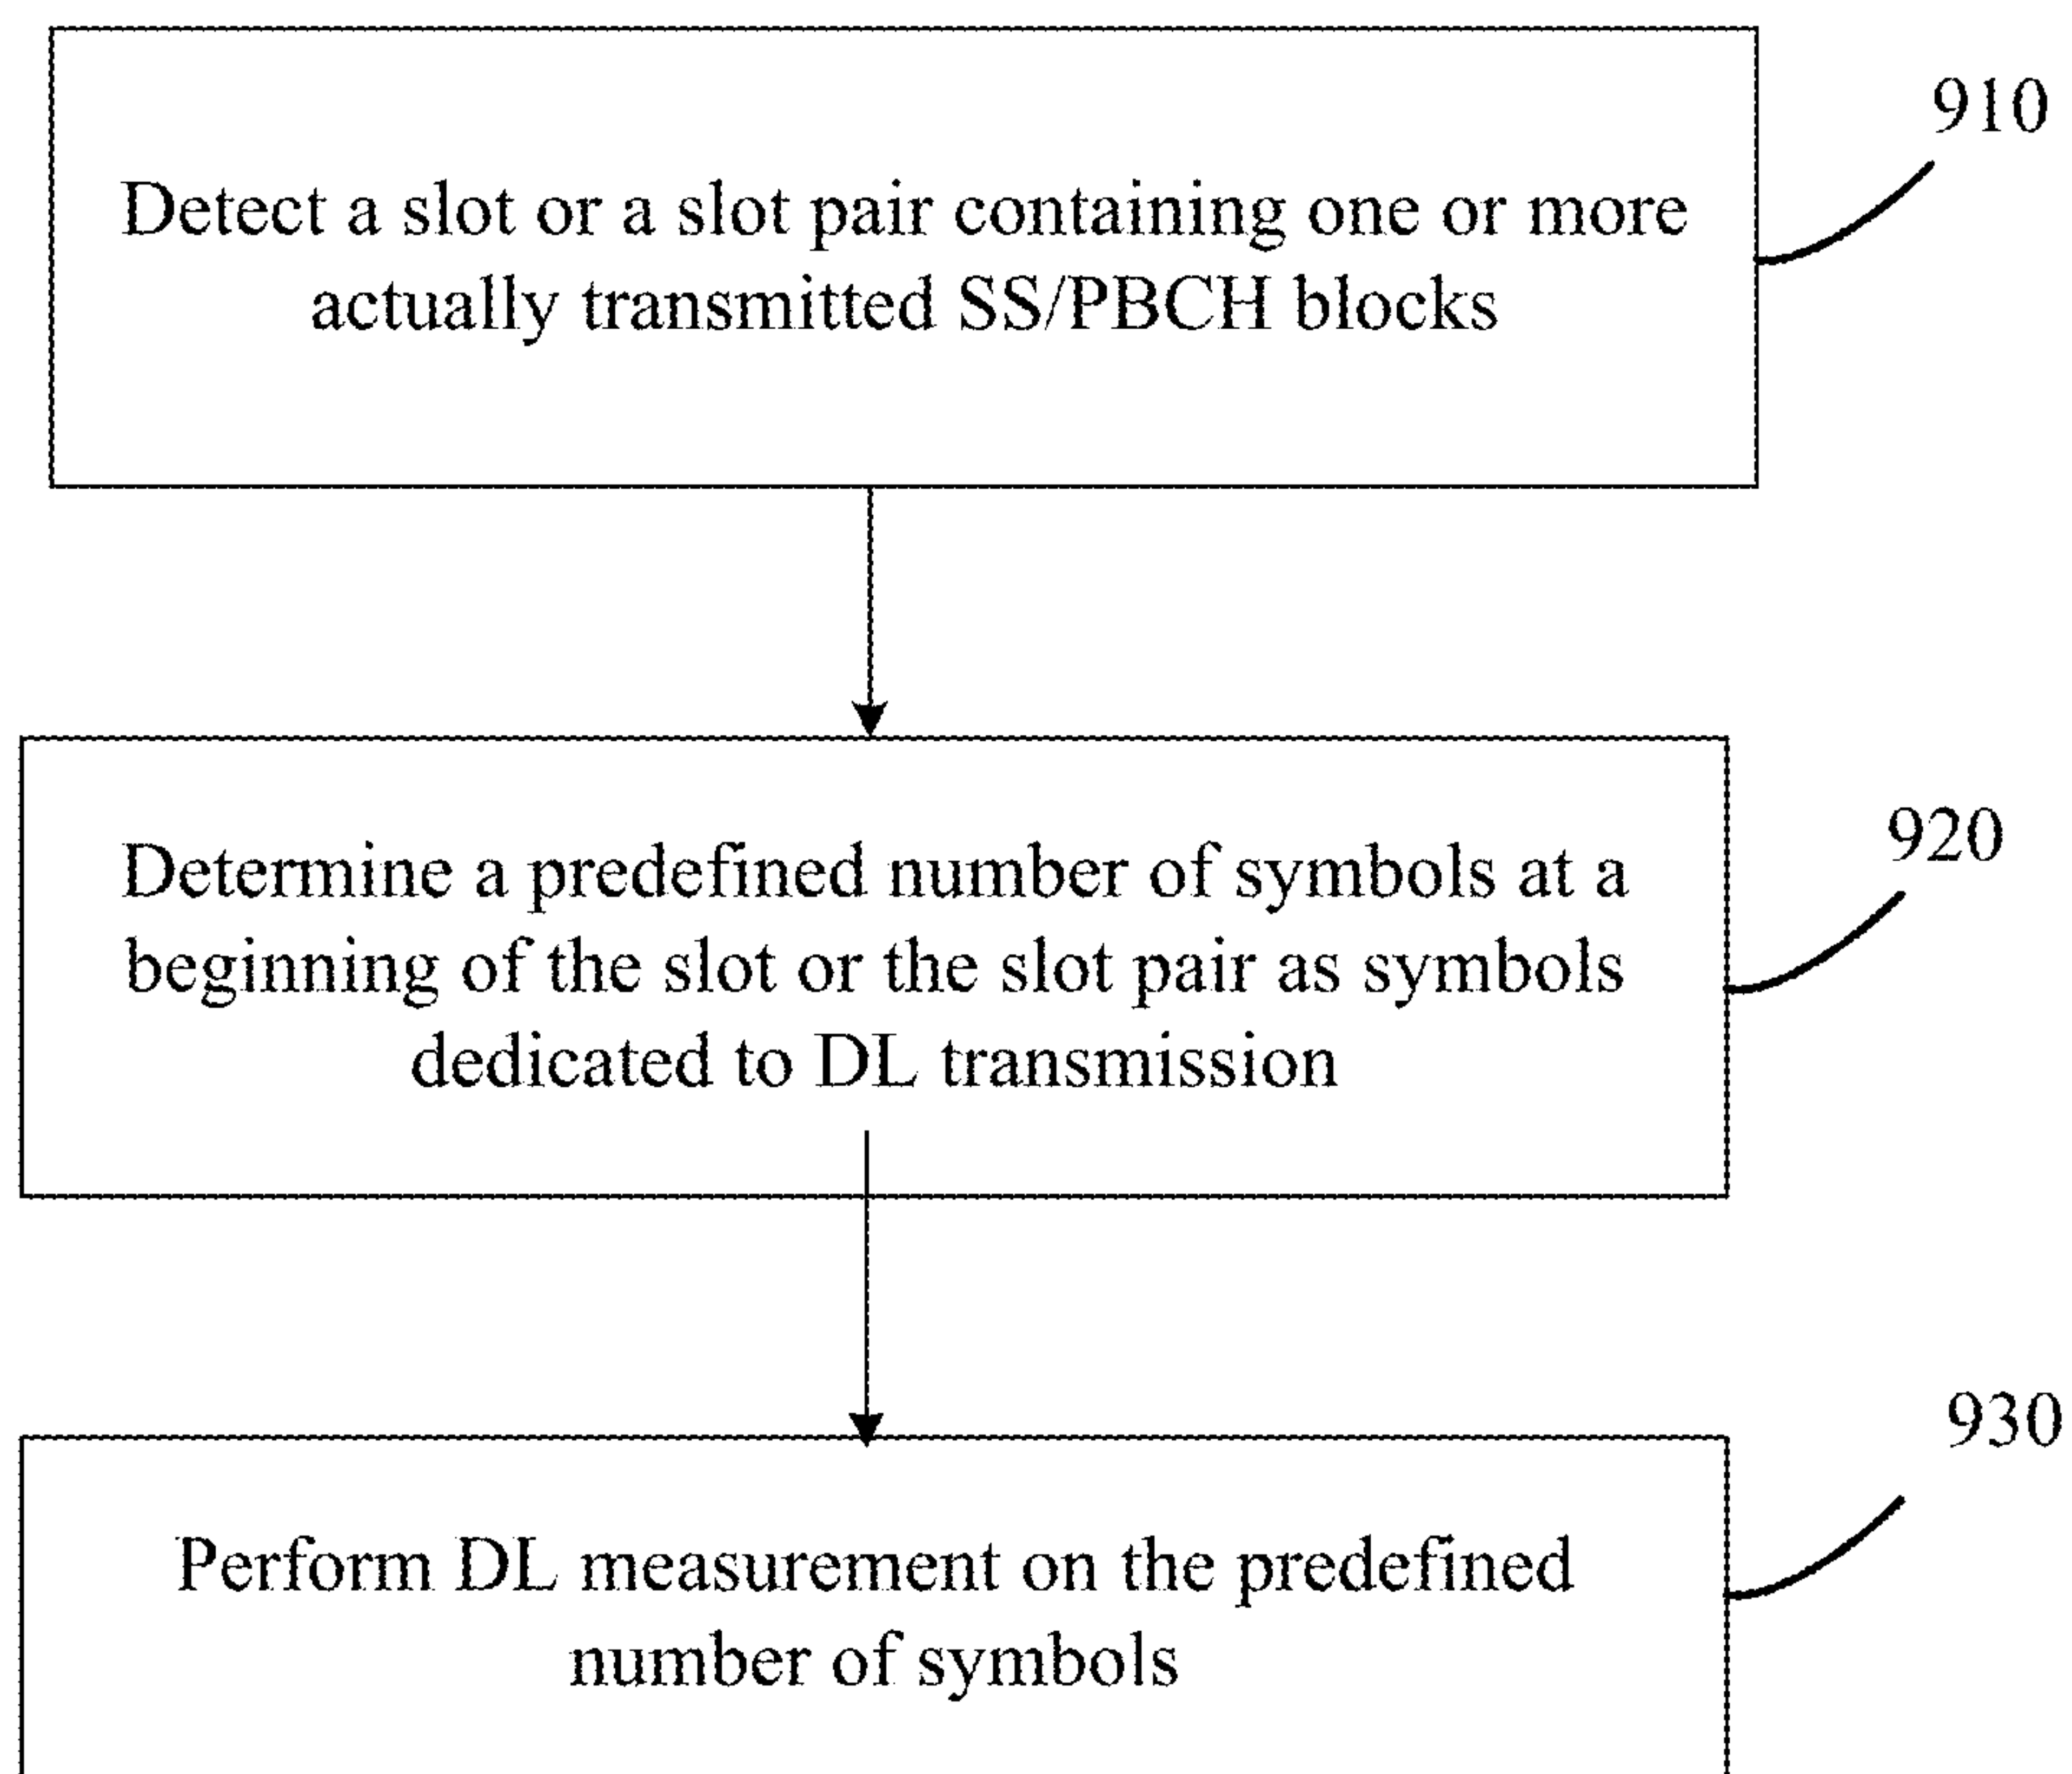 910
Detect a slot or a slot pair containing one or more
actually transmitted SS/PBCH blocks
920
Determine a predefined number of symbols at a
beginning of the slot or the slot pair as symbols
dedicated to DL transmission
930
Perform DL measurement on the predefined
number of symbols